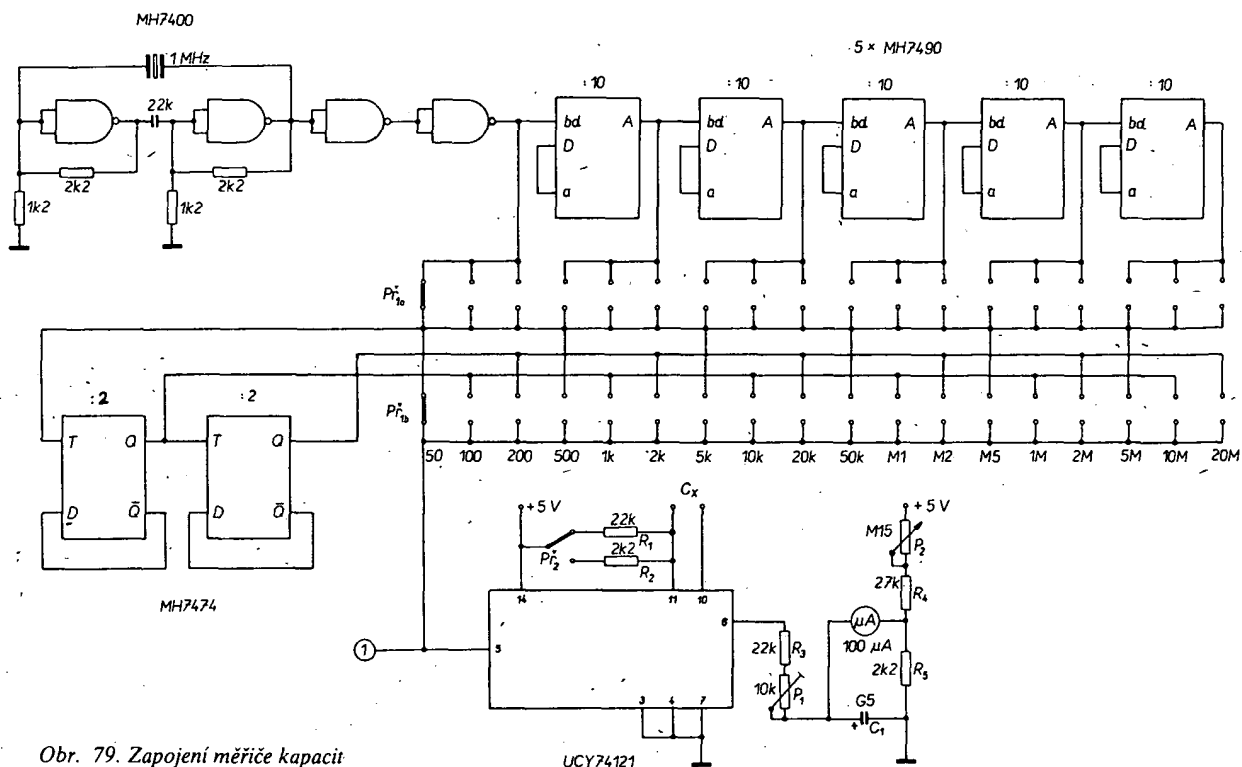 MH7400
5 × MH7490
1 MHz
:10 :10 :10 :10 :10
22k
bd A bd A bd A bd A bd A
D D D D D
a a a a a
2k2 2k2
1k2 1k2
Př1a
:2 :2
Př1b
T Q T Q
D Q̄ D Q̄
50 100 200 500 1k 2k 5k 10k 20k 50k M1 M2 M5 1M 2M 5M 10M 20M
MH7474
+5 V
Cx
+5 V
22k
R1
Př2
2k2
R2
M15
P2
27k
R4
14 11 10
6
µA
100 µA
22k
R3
2k2
R5
1
5
10k
P1
G5
+
C1
3 4 7
UCY74121
Obr. 79. Zapojení měřiče kapacit